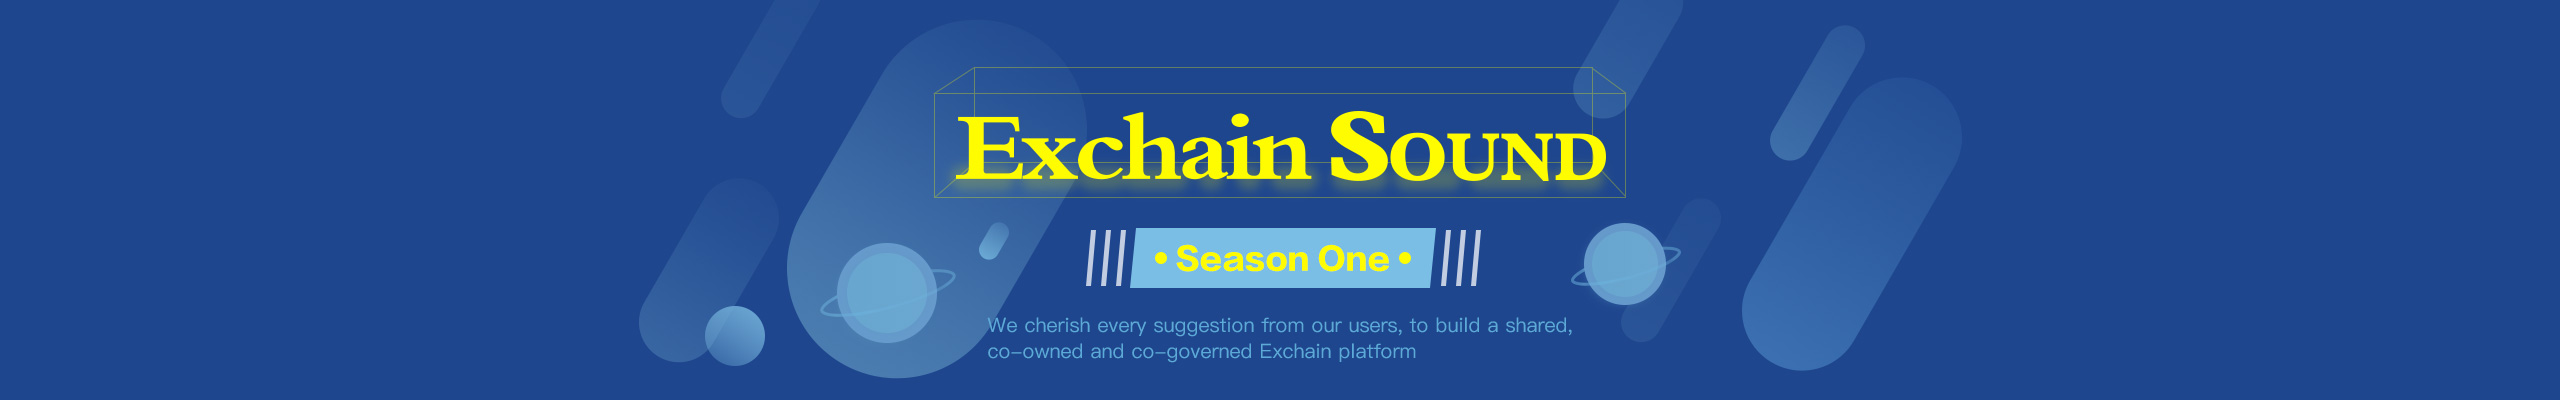 Exchain SOUND
• Season One •
We cherish every suggestion from our users, to build a shared,
co-owned and co-governed Exchain platform